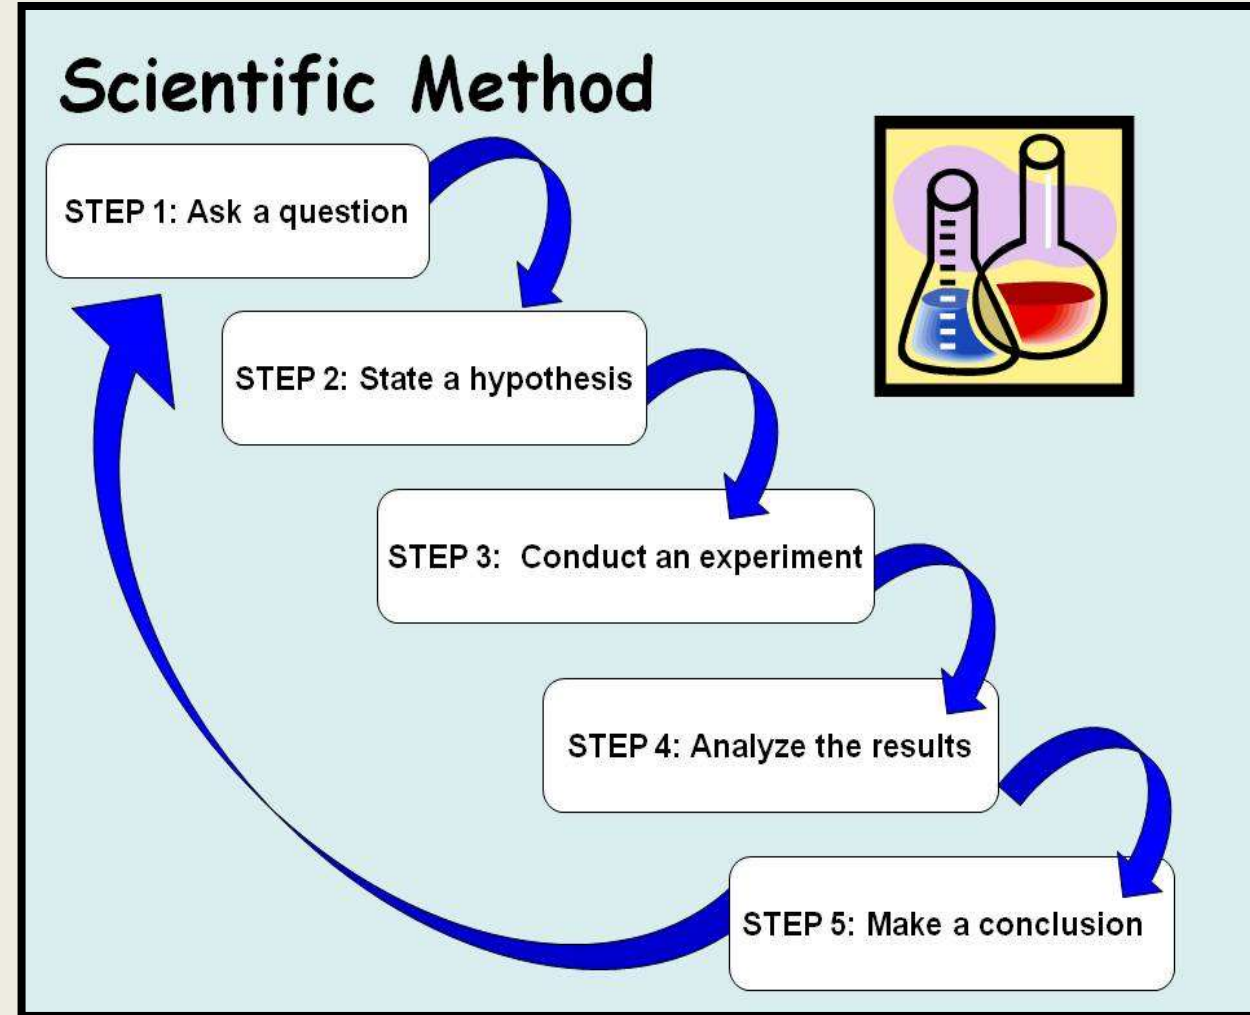 Scientific Method
STEP 1: Ask a question
STEP 2: State a hypothesis
STEP 3: Conduct an experiment
STEP 4: Analyze the results
STEP 5: Make a conclusion